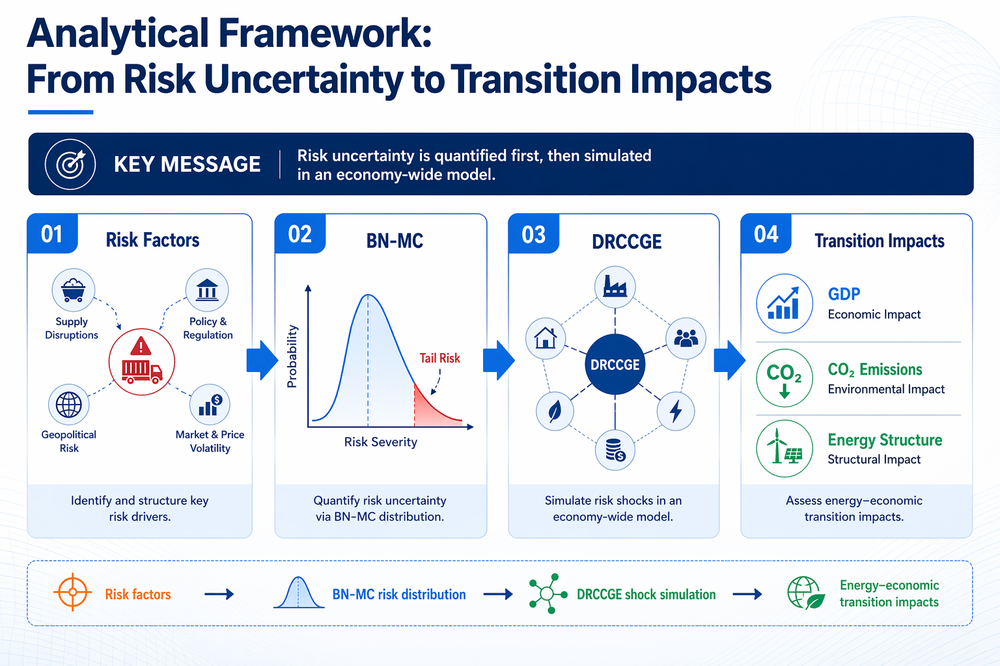 Analytical Framework:
From Risk Uncertainty to Transition Impacts
KEY MESSAGE
Risk uncertainty is quantified first, then simulated
in an economy-wide model.
01
Risk Factors
Supply
Disruptions
Policy &
Regulation
Geopolitical
Risk
$
Market & Price
Volatility
Identify and structure key
risk drivers.
02
BN-MC
Probability
Tail Risk
Risk Severity
Quantify risk uncertainty
via BN-MC distribution.
03
DRCCGE
DRCCGE
$
Simulate risk shocks in an
economy-wide model.
04
Transition Impacts
GDP
Economic Impact
CO₂
CO₂ Emissions
Environmental Impact
Energy Structure
Structural Impact
Assess energy–economic
transition impacts.
Risk factors
BN-MC risk distribution
DRCCGE shock simulation
Energy–economic
transition impacts